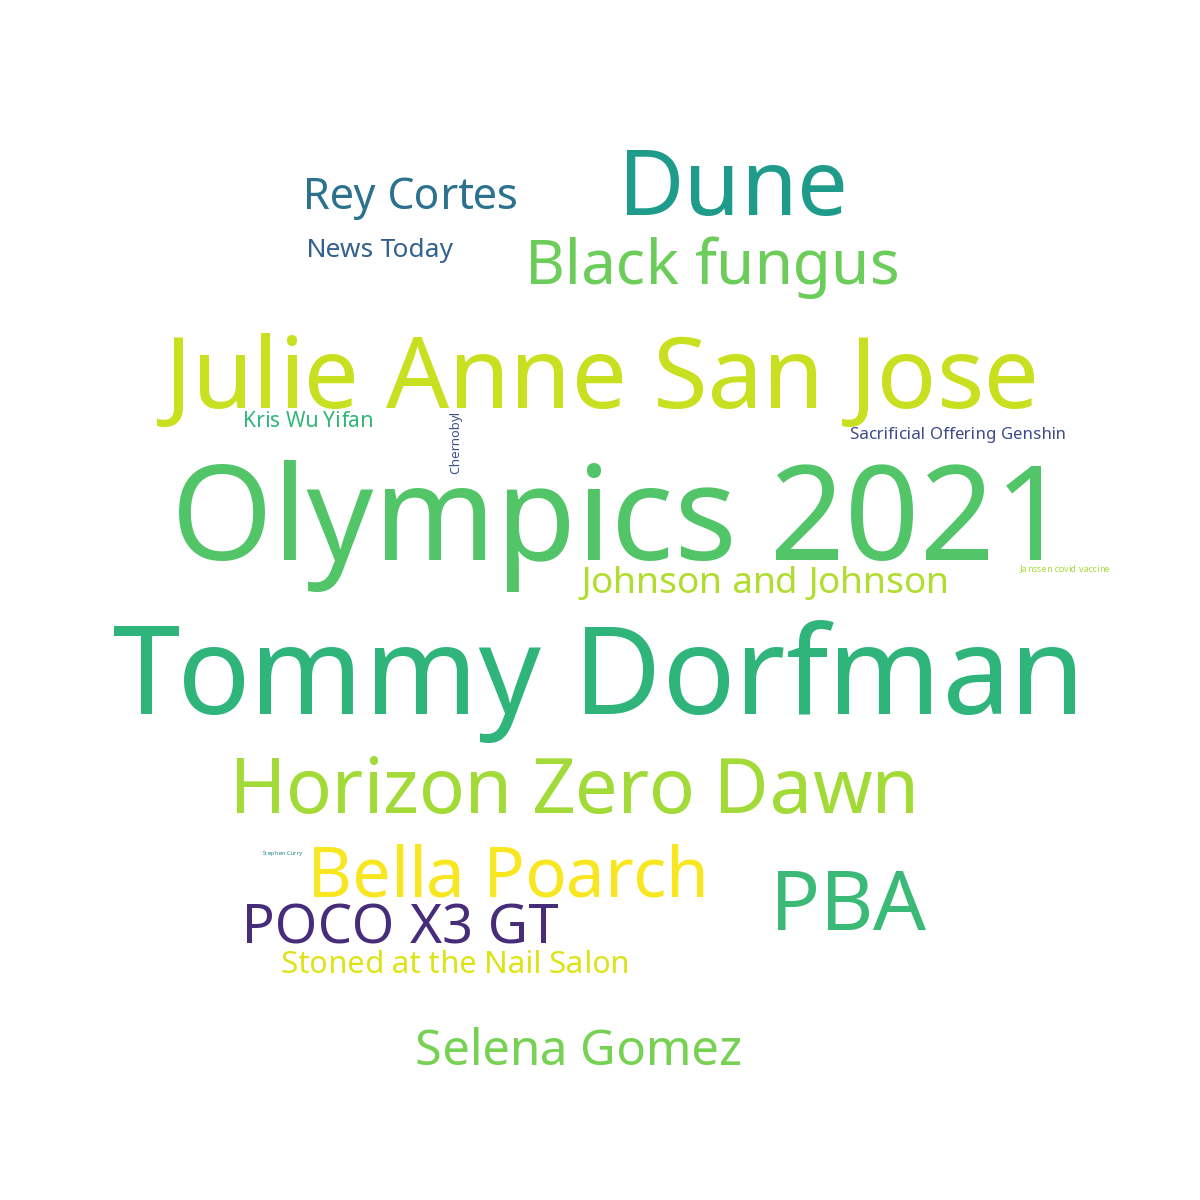 Dune
Rey Cortes
News Today
Black fungus
Julie Anne San Jose
Kris Wu Yifan
Chernobyl
Sacrificial Offering Genshin
Olympics 2021
Janssen covid vaccine
Johnson and Johnson
Tommy Dorfman
Horizon Zero Dawn
Stephen Curry
Bella Poarch
PBA
POCO X3 GT
Stoned at the Nail Salon
Selena Gomez